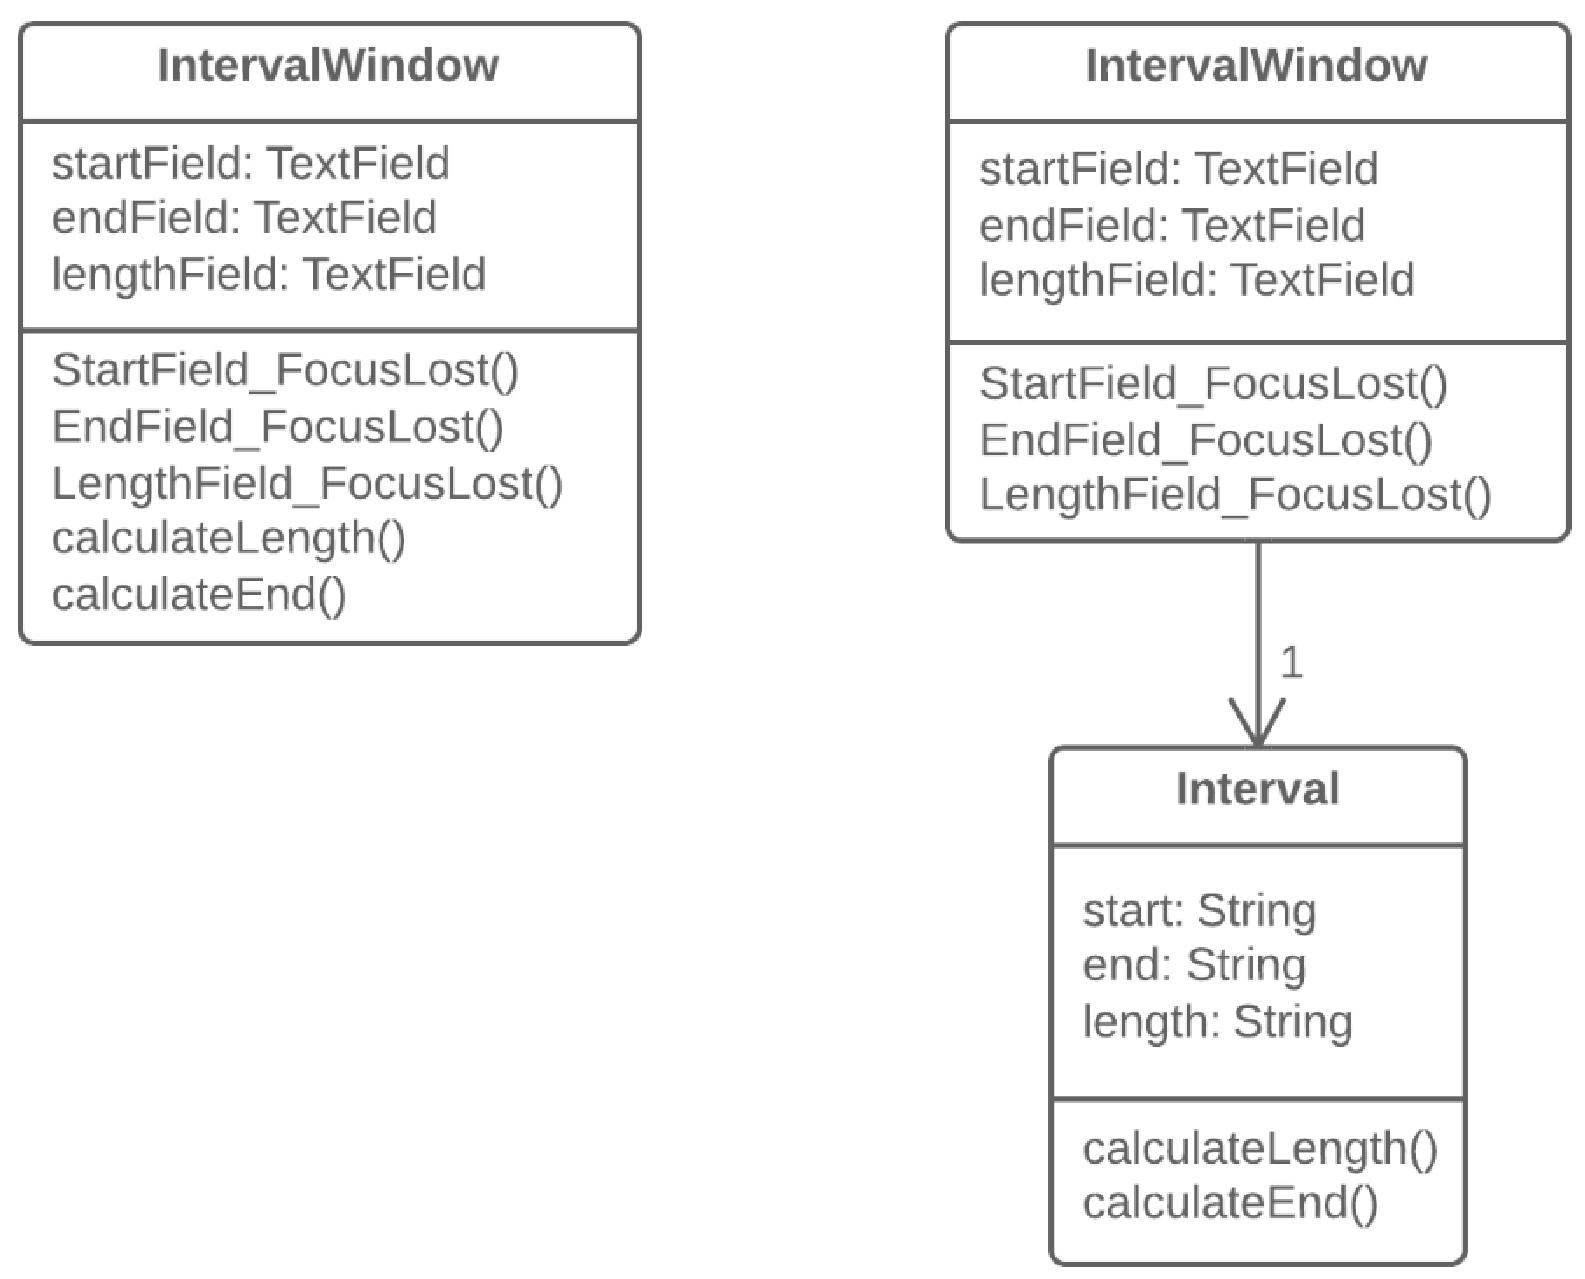 IntervalWindow
startField: TextField
endField: TextField
lengthField: TextField
StartField_FocusLost()
EndField_FocusLost()
LengthField_FocusLost()
calculateLength()
calculateEnd()
IntervalWindow
startField: TextField
endField: TextField
lengthField: TextField
StartField_FocusLost()
EndField_FocusLost()
LengthField_FocusLost()
1
Interval
start: String
end: String
length: String
calculateLength()
calculateEnd()